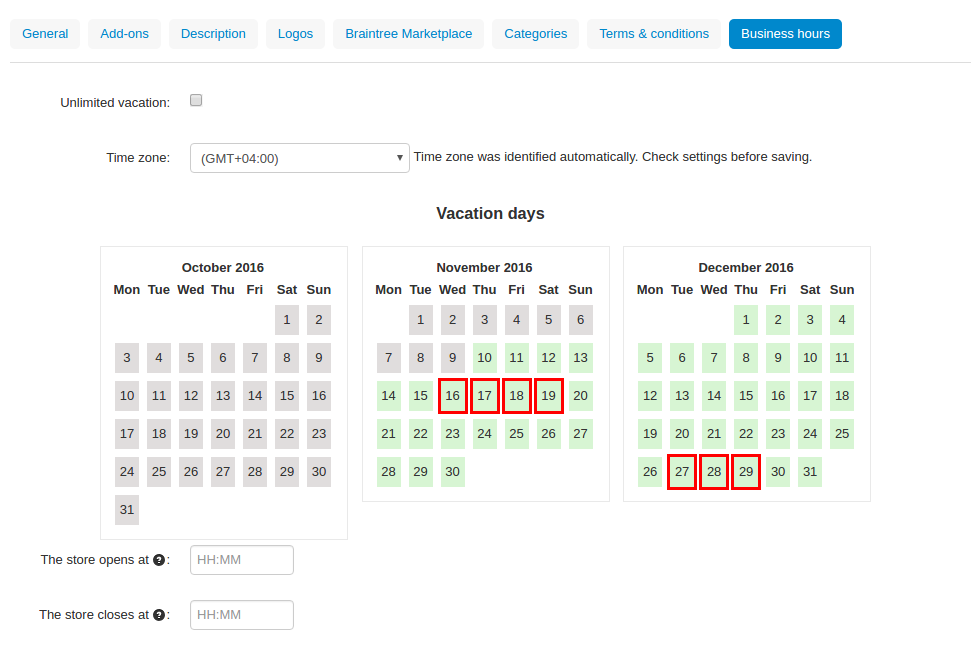 General Add-ons Description Logos Braintree Marketplace Categories Terms & conditions Business hours
Unlimited vacation:
Time zone: (GMT+04:00) Time zone was identified automatically. Check settings before saving.
Vacation days
October 2016
Mon Tue Wed Thu Fri Sat Sun
1 2
3 4 5 6 7 8 9
10 11 12 13 14 15 16
17 18 19 20 21 22 23
24 25 26 27 28 29 30
31
November 2016
Mon Tue Wed Thu Fri Sat Sun
1 2 3 4 5 6
7 8 9 10 11 12 13
14 15 16 17 18 19 20
21 22 23 24 25 26 27
28 29 30
December 2016
Mon Tue Wed Thu Fri Sat Sun
1 2 3 4
5 6 7 8 9 10 11
12 13 14 15 16 17 18
19 20 21 22 23 24 25
26 27 28 29 30 31
The store opens at ?: HH:MM
The store closes at ?: HH:MM